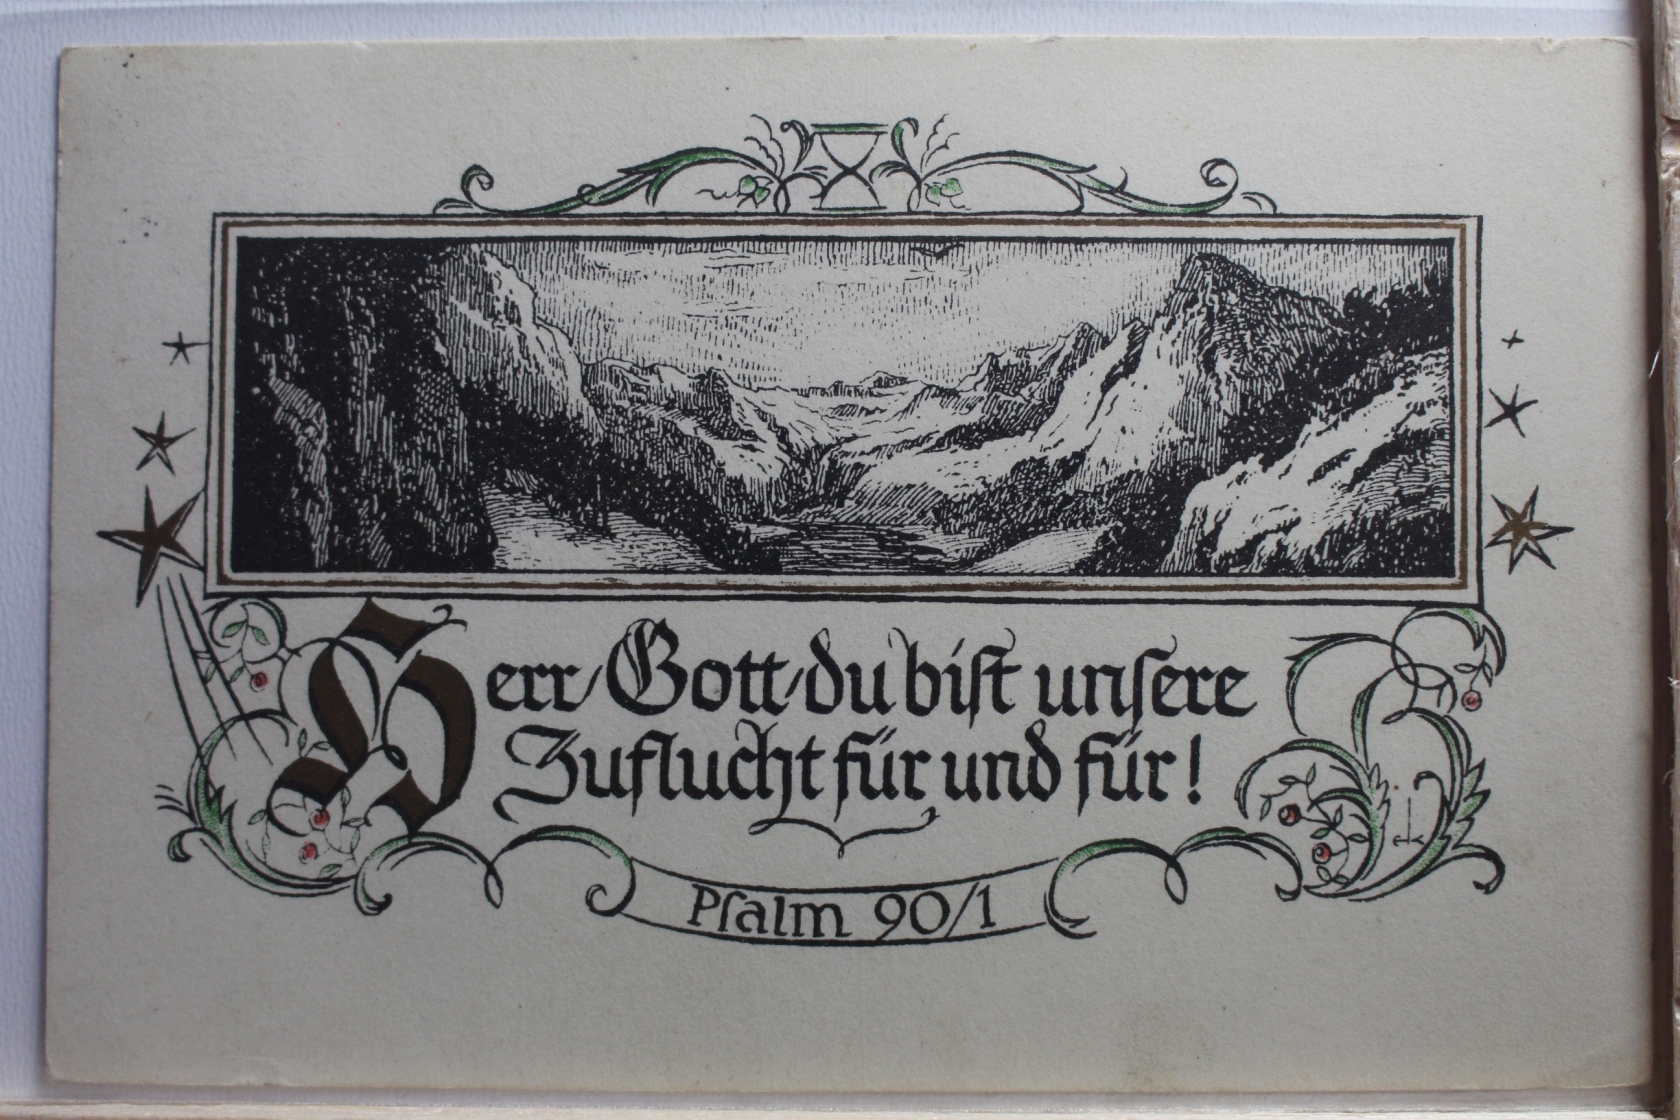 Herr, Gott, du bist unsere
Zuflucht für und für!
Psalm 90/1